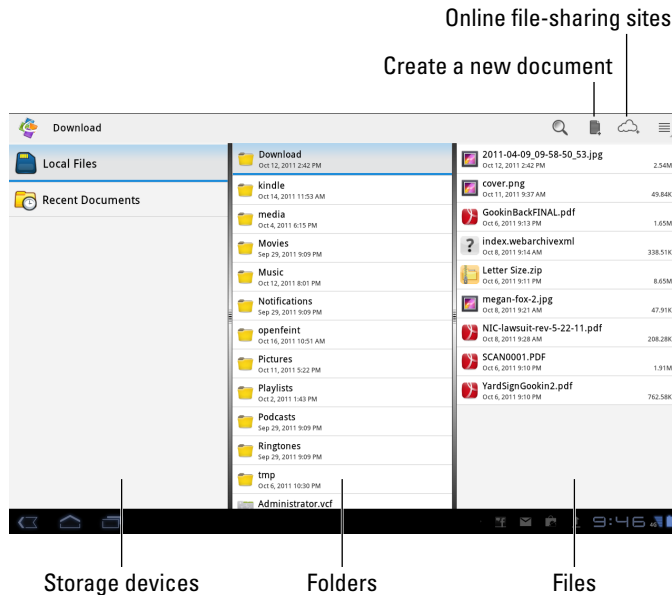 Online file-sharing sites
Create a new document
Download
Local Files
Recent Documents
Download
Oct 12, 2011 2:42 PM
kindle
Oct 14, 2011 11:53 AM
media
Oct 4, 2011 6:15 PM
Movies
Sep 29, 2011 9:09 PM
Music
Oct 12, 2011 8:01 PM
Notifications
Sep 29, 2011 9:09 PM
openfeint
Oct 16, 2011 10:51 AM
Pictures
Oct 11, 2011 5:22 PM
Playlists
Oct 2, 2011 1:43 PM
Podcasts
Sep 29, 2011 9:09 PM
Ringtones
Sep 29, 2011 9:09 PM
tmp
Oct 6, 2011 10:30 PM
Administrator.vcf
2011-04-09_09-58-50_53.jpg
Oct 12, 2011 2:42 PM 2.54M
cover.png
Oct 11, 2011 9:37 AM 49.84K
GookinBackFINAL.pdf
Oct 6, 2011 9:13 PM 1.65M
index.webarchivexml
Oct 8, 2011 9:14 AM 338.51K
Letter Size.zip
Oct 6, 2011 9:11 PM 8.65M
megan-fox-2.jpg
Oct 8, 2011 9:21 AM 47.91K
NIC-lawsuit-rev-5-22-11.pdf
Oct 8, 2011 9:28 AM 208.28K
SCAN0001.PDF
Oct 6, 2011 9:10 PM 1.91M
YardSignGookin2.pdf
Oct 6, 2011 9:10 PM 762.58K
9:46 4G
Storage devices
Folders
Files